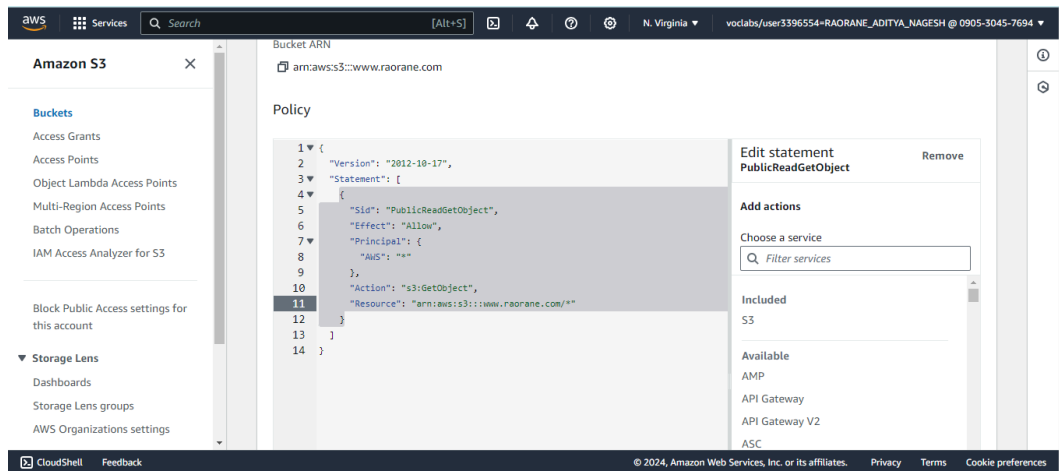 aws Services Search [Alt+S] N. Virginia voclabs/user3396554=RAORANE_ADITYA_NAGESH @ 0905-3045-7694
Amazon S3
Buckets
Access Grants
Access Points
Object Lambda Access Points
Multi-Region Access Points
Batch Operations
IAM Access Analyzer for S3
Block Public Access settings for
this account
Storage Lens
Dashboards
Storage Lens groups
AWS Organizations settings
Bucket ARN
arn:aws:s3:::www.raorane.com
Policy
1 {
2 "Version": "2012-10-17",
3 "Statement": [
4 {
5 "Sid": "PublicReadGetObject",
6 "Effect": "Allow",
7 "Principal": {
8 "AWS": "*"
9 },
10 "Action": "s3:GetObject",
11 "Resource": "arn:aws:s3:::www.raorane.com/*"
12 }
13 ]
14 }
Edit statement Remove
PublicReadGetObject
Add actions
Choose a service
Filter services
Included
S3
Available
AMP
API Gateway
API Gateway V2
ASC
CloudShell Feedback © 2024, Amazon Web Services, Inc. or its affiliates. Privacy Terms Cookie preferences